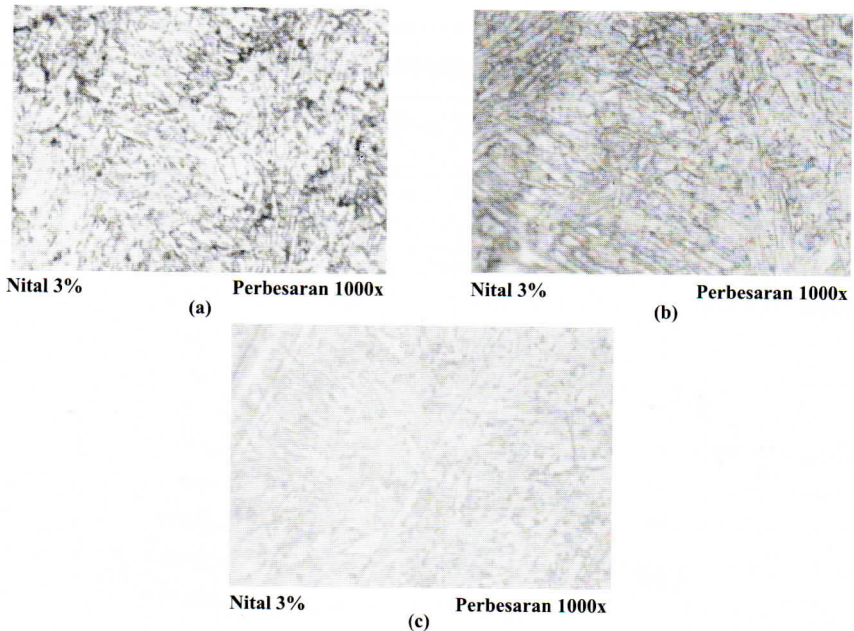 Nital 3% Perbesaran 1000x
(a)
Nital 3% Perbesaran 1000x
(b)
Nital 3% Perbesaran 1000x
(c)